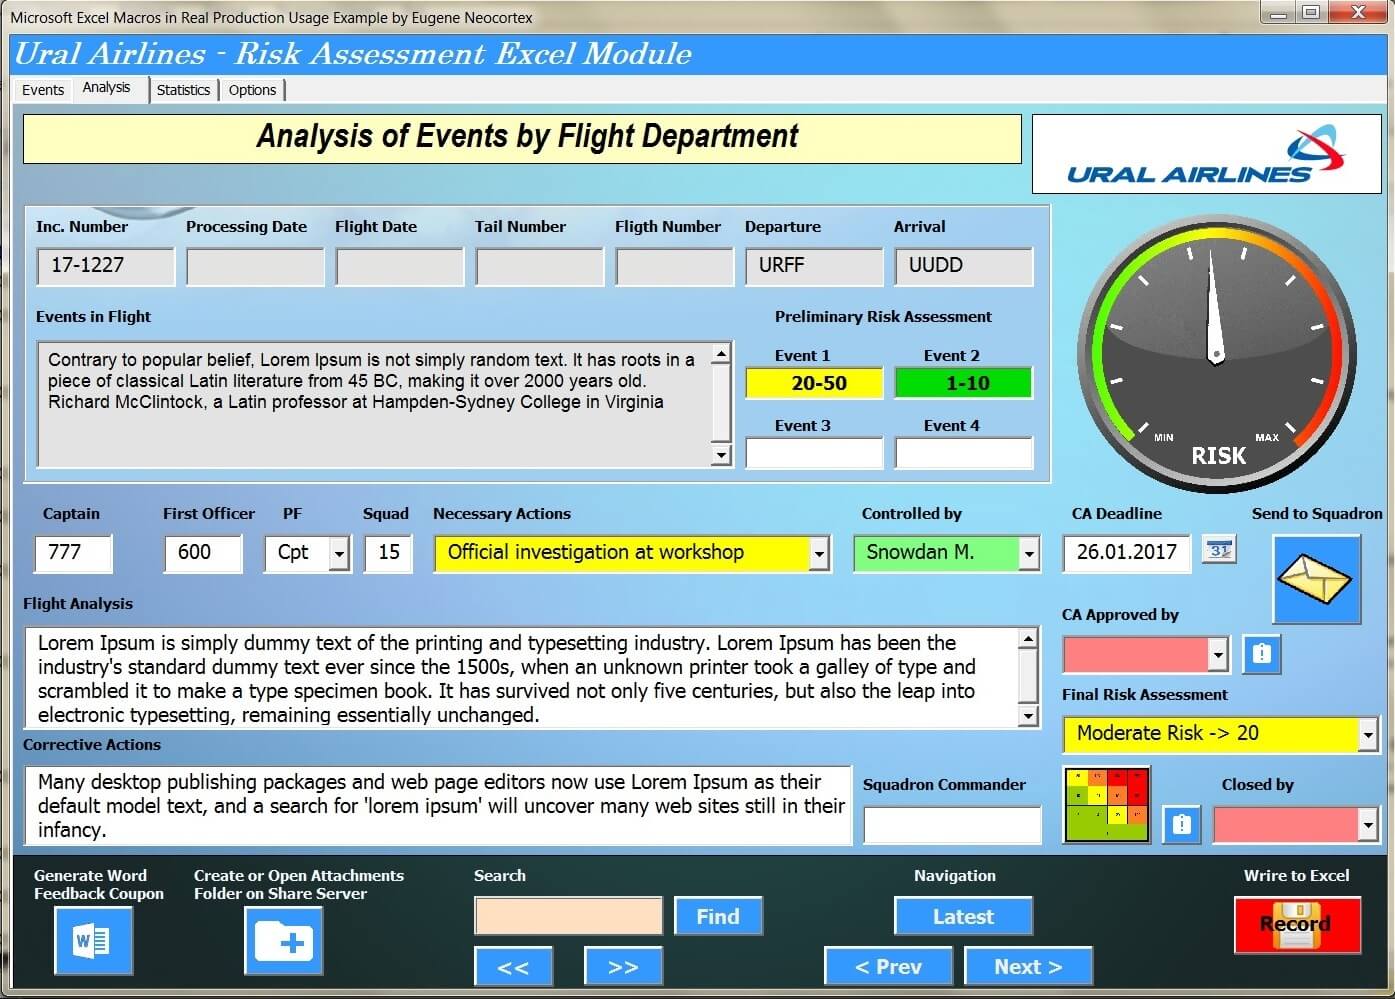 Microsoft Excel Macros in Real Production Usage Example by Eugene Neocortex
Ural Airlines - Risk Assessment Excel Module
Events Analysis Statistics Options
Analysis of Events by Flight Department
URAL AIRLINES
Inc. Number Processing Date Flight Date Tail Number Fligth Number Departure Arrival
17-1227 URFF UUDD
Events in Flight
Preliminary Risk Assessment
Contrary to popular belief, Lorem Ipsum is not simply random text. It has roots in a
piece of classical Latin literature from 45 BC, making it over 2000 years old.
Richard McClintock, a Latin professor at Hampden-Sydney College in Virginia
Event 1 Event 2
20-50 1-10
Event 3 Event 4
MIN MAX
RISK
Captain First Officer PF Squad Necessary Actions Controlled by CA Deadline Send to Squadron
777 600 Cpt 15 Official investigation at workshop Snowdan M. 26.01.2017 31
Flight Analysis
CA Approved by
Lorem Ipsum is simply dummy text of the printing and typesetting industry. Lorem Ipsum has been the
industry's standard dummy text ever since the 1500s, when an unknown printer took a galley of type and
scrambled it to make a type specimen book. It has survived not only five centuries, but also the leap into
electronic typesetting, remaining essentially unchanged.
Final Risk Assessment
Moderate Risk -> 20
Corrective Actions
Many desktop publishing packages and web page editors now use Lorem Ipsum as their
default model text, and a search for 'lorem ipsum' will uncover many web sites still in their
infancy.
Squadron Commander
Closed by
Generate Word
Feedback Coupon
Create or Open Attachments
Folder on Share Server
Search
Navigation
Wrire to Excel
W
Find
Latest
Record
<< >>
< Prev Next >